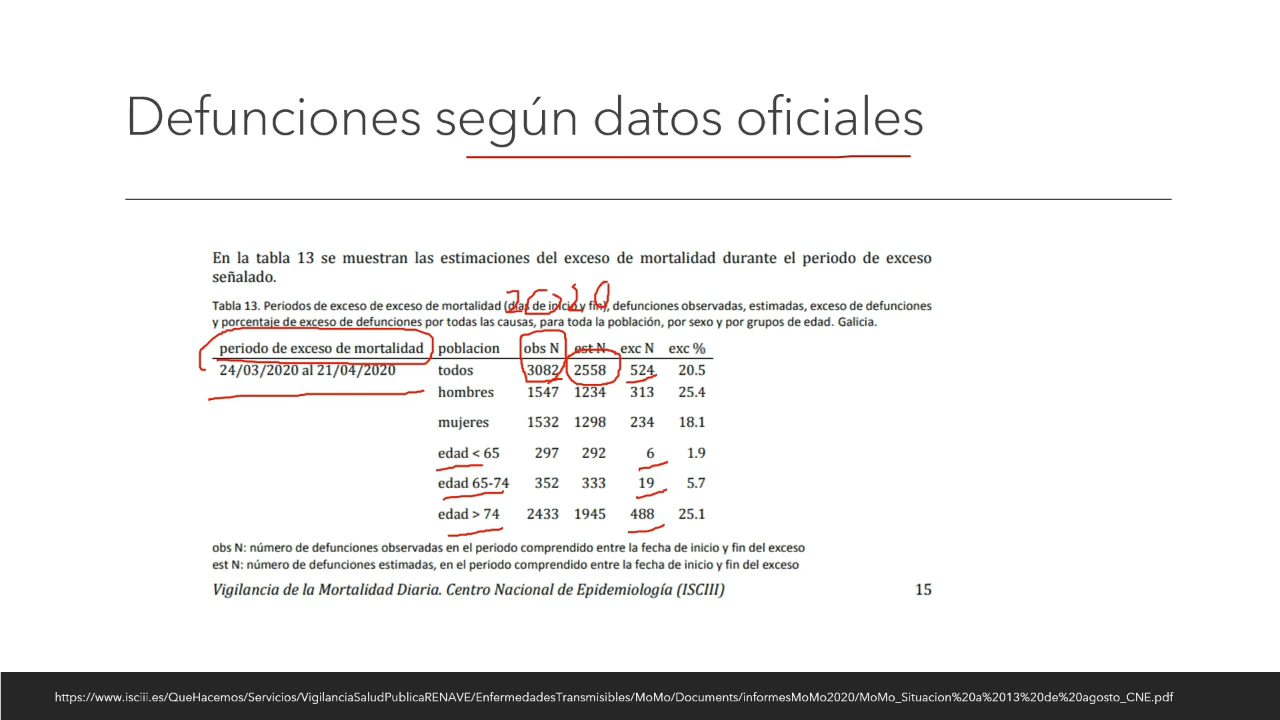 Defunciones según datos oficiales
En la tabla 13 se muestran las estimaciones del exceso de mortalidad durante el periodo de exceso
señalado.
2020
Tabla 13. Periodos de exceso de exceso de mortalidad (días de inicio y fin), defunciones observadas, estimadas, exceso de defunciones
y porcentaje de exceso de defunciones por todas las causas, para toda la población, por sexo y por grupos de edad. Galicia.
periodo de exceso de mortalidad poblacion obs N est N exc N exc %
24/03/2020 al 21/04/2020 todos 3082 2558 524 20.5
hombres 1547 1234 313 25.4
mujeres 1532 1298 234 18.1
edad < 65 297 292 6 1.9
edad 65-74 352 333 19 5.7
edad > 74 2433 1945 488 25.1
obs N: número de defunciones observadas en el periodo comprendido entre la fecha de inicio y fin del exceso
est N: número de defunciones estimadas, en el periodo comprendido entre la fecha de inicio y fin del exceso
Vigilancia de la Mortalidad Diaria. Centro Nacional de Epidemiología (ISCIII) 15
https://www.isciii.es/QueHacemos/Servicios/VigilanciaSaludPublicaRENAVE/EnfermedadesTransmisibles/MoMo/Documents/informesMoMo2020/MoMo_Situacion%20a%2013%20de%20agosto_CNE.pdf